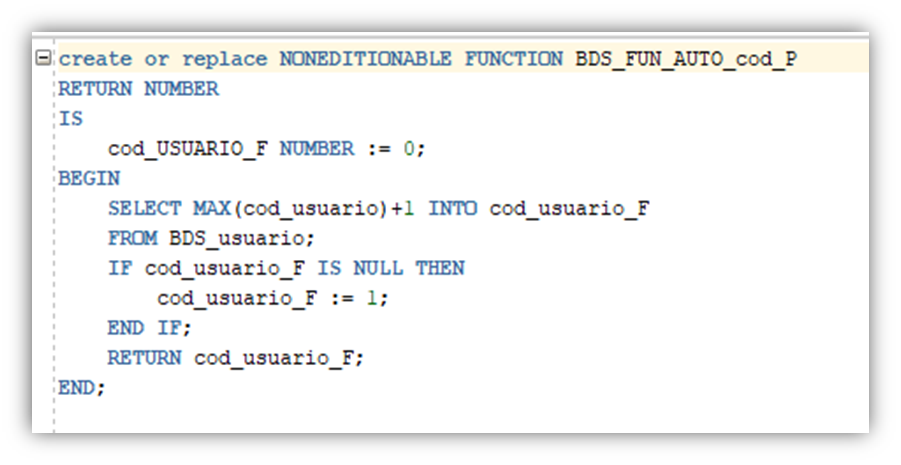 create or replace NONEDITIONABLE FUNCTION BDS_FUN_AUTO_cod_P
RETURN NUMBER
IS
    cod_USUARIO_F NUMBER := 0;
BEGIN
    SELECT MAX(cod_usuario)+1 INTO cod_usuario_F
    FROM BDS_usuario;
    IF cod_usuario_F IS NULL THEN
        cod_usuario_F := 1;
    END IF;
    RETURN cod_usuario_F;
END;